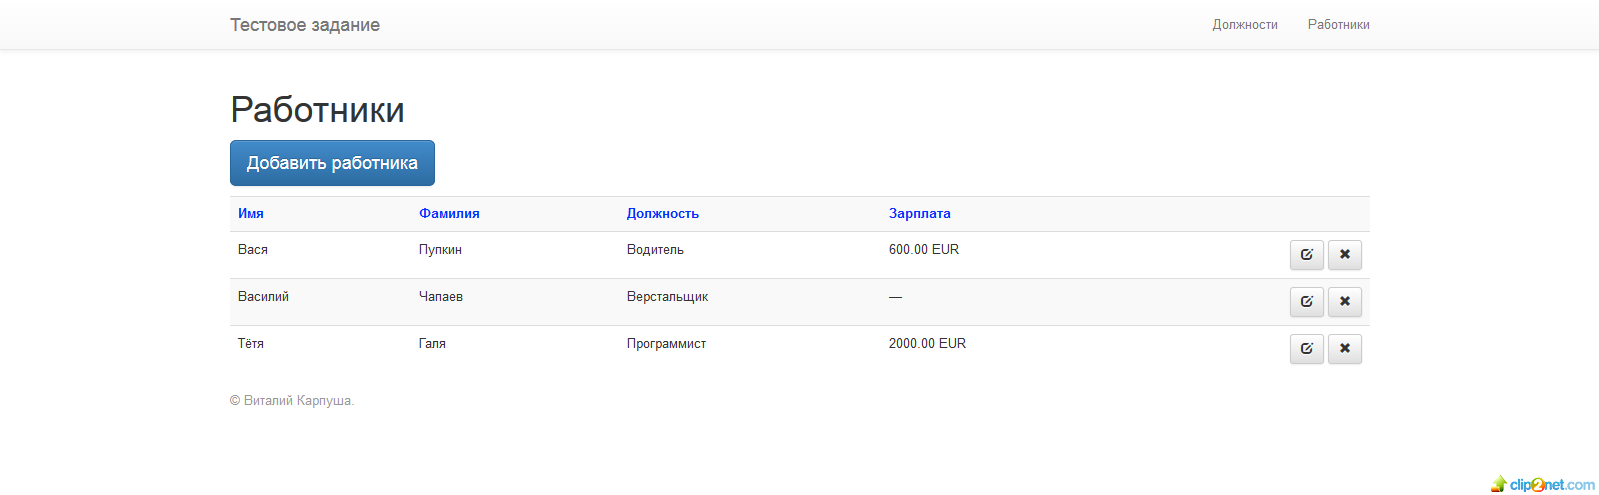 Тестовое задание Должности Работники
Работники
Добавить работника
Имя Фамилия Должность Зарплата
Вася Пупкин Водитель 600.00 EUR
Василий Чапаев Верстальщик —
Тётя Галя Программист 2000.00 EUR
© Виталий Карпуша.
clip2net.com